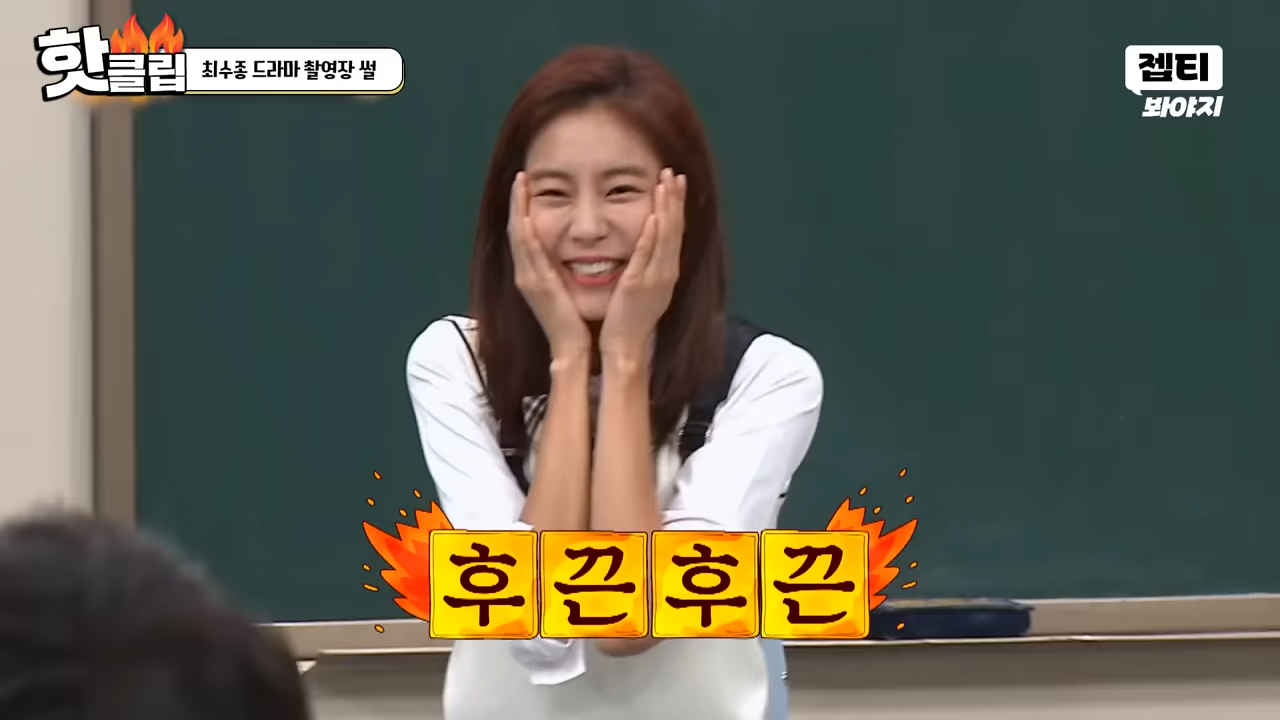 핫클립
최수종 드라마 촬영장 썰
젭티
봐야지
후끈후끈